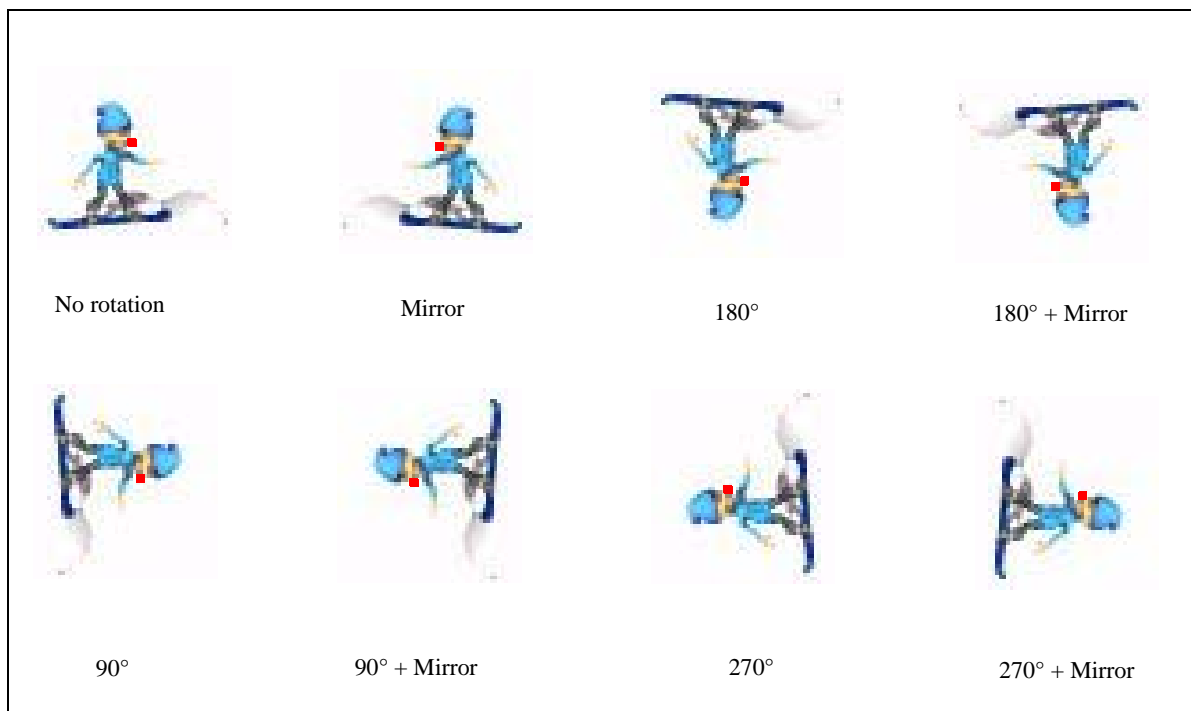 No rotation
Mirror
180°
180° + Mirror
90°
90° + Mirror
270°
270° + Mirror